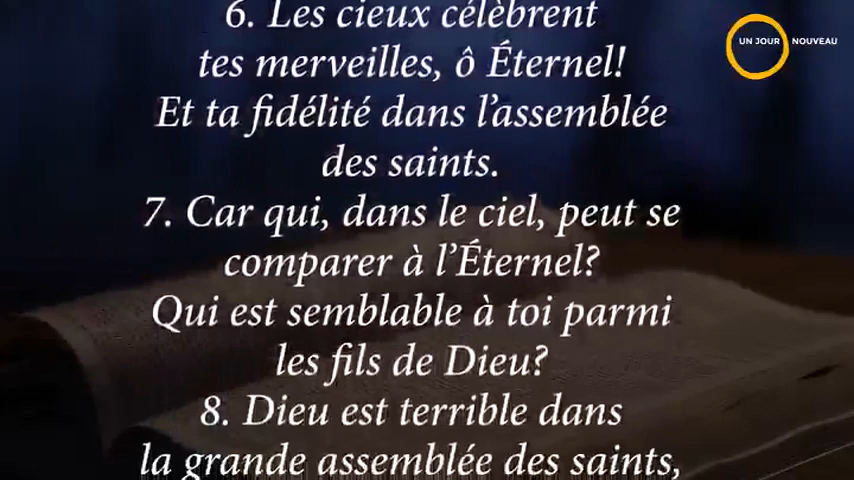 6. Les cieux célèbrent
tes merveilles, ô Éternel!
Et ta fidélité dans l'assemblée
des saints.
7. Car qui, dans le ciel, peut se
comparer à l'Éternel?
Qui est semblable à toi parmi
les fils de Dieu?
8. Dieu est terrible dans
la grande assemblée des saints,
UN JOUR NOUVEAU